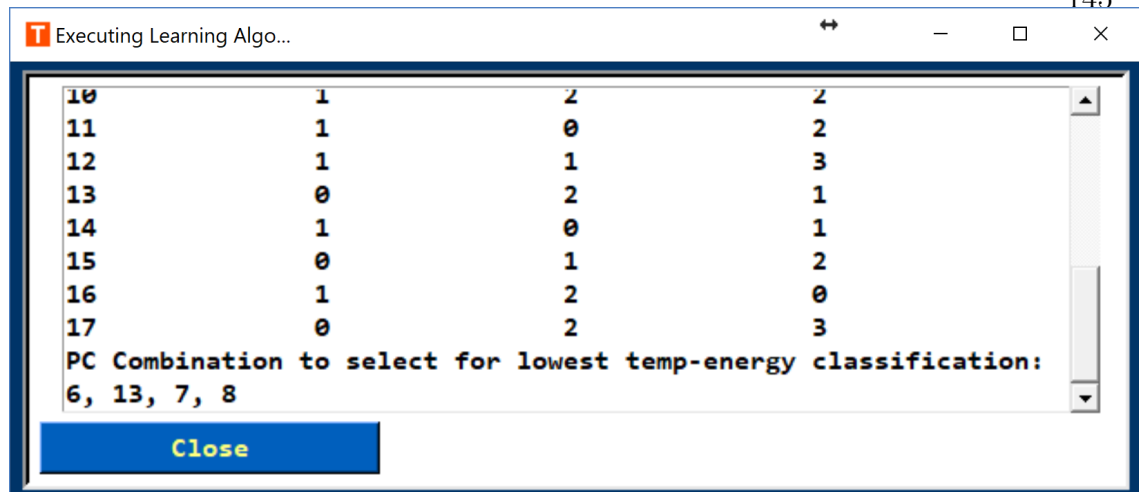 145
T Executing Learning Algo...
10 1 2 2
11 1 0 2
12 1 1 3
13 0 2 1
14 1 0 1
15 0 1 2
16 1 2 0
17 0 2 3
PC Combination to select for lowest temp-energy classification:
6, 13, 7, 8
Close